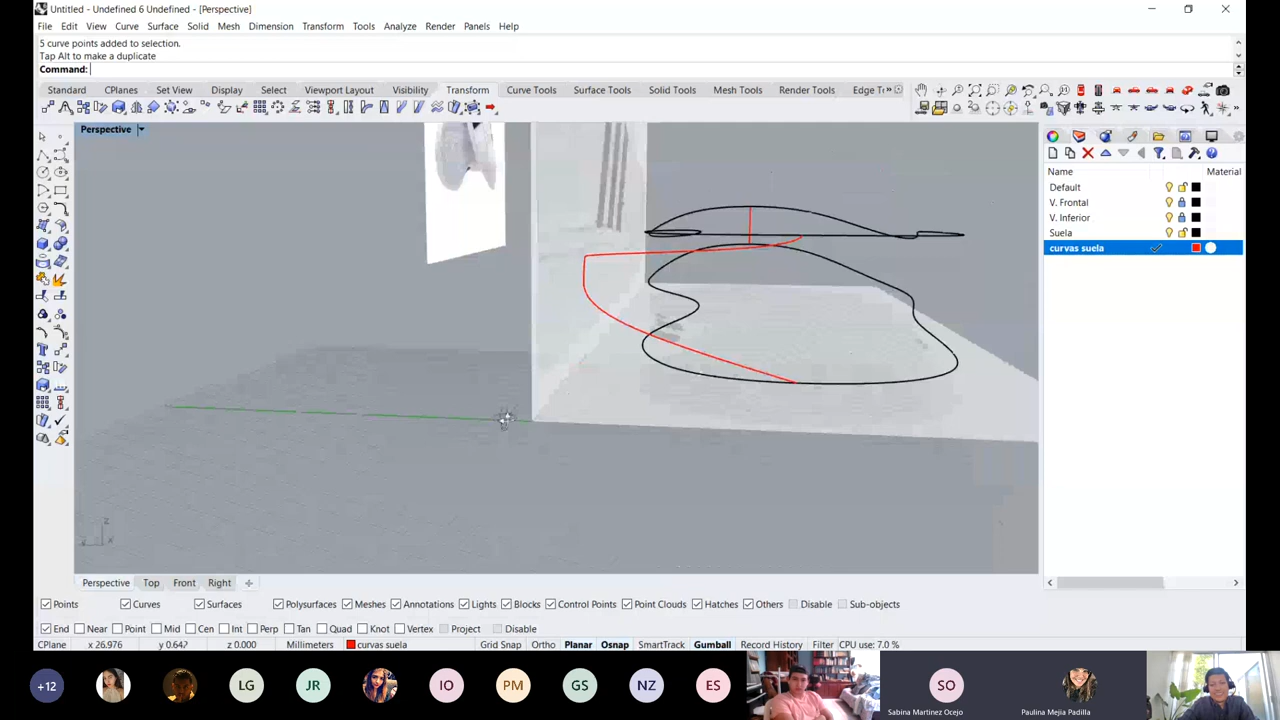 Untitled - Undefined 6 Undefined - [Perspective]
File Edit View Curve Surface Solid Mesh Dimension Transform Tools Analyze Render Panels Help
5 curve points added to selection.
Tap Alt to make a duplicate
Command:
Standard CPlanes Set View Display Select Viewport Layout Visibility Transform Curve Tools Surface Tools Solid Tools Mesh Tools Render Tools Edge Tr
Perspective
Name Material
Default
V. Frontal
V. Inferior
Suela
curvas suela
z
Perspective Top Front Right
Points Curves Surfaces Polysurfaces Meshes Annotations Lights Blocks Control Points Point Clouds Hatches Others Disable Sub-objects
End Near Point Mid Cen Int Perp Tan Quad Knot Vertex Project Disable
CPlane x 26.976 y 0.642 z 0.000 Millimeters curvas suela Grid Snap Ortho Planar Osnap SmartTrack Gumball Record History Filter CPU use: 7.0 %
+12 LG JR IO PM GS NZ ES SO
Sabina Martinez Ocejo Paulina Mejia Padilla